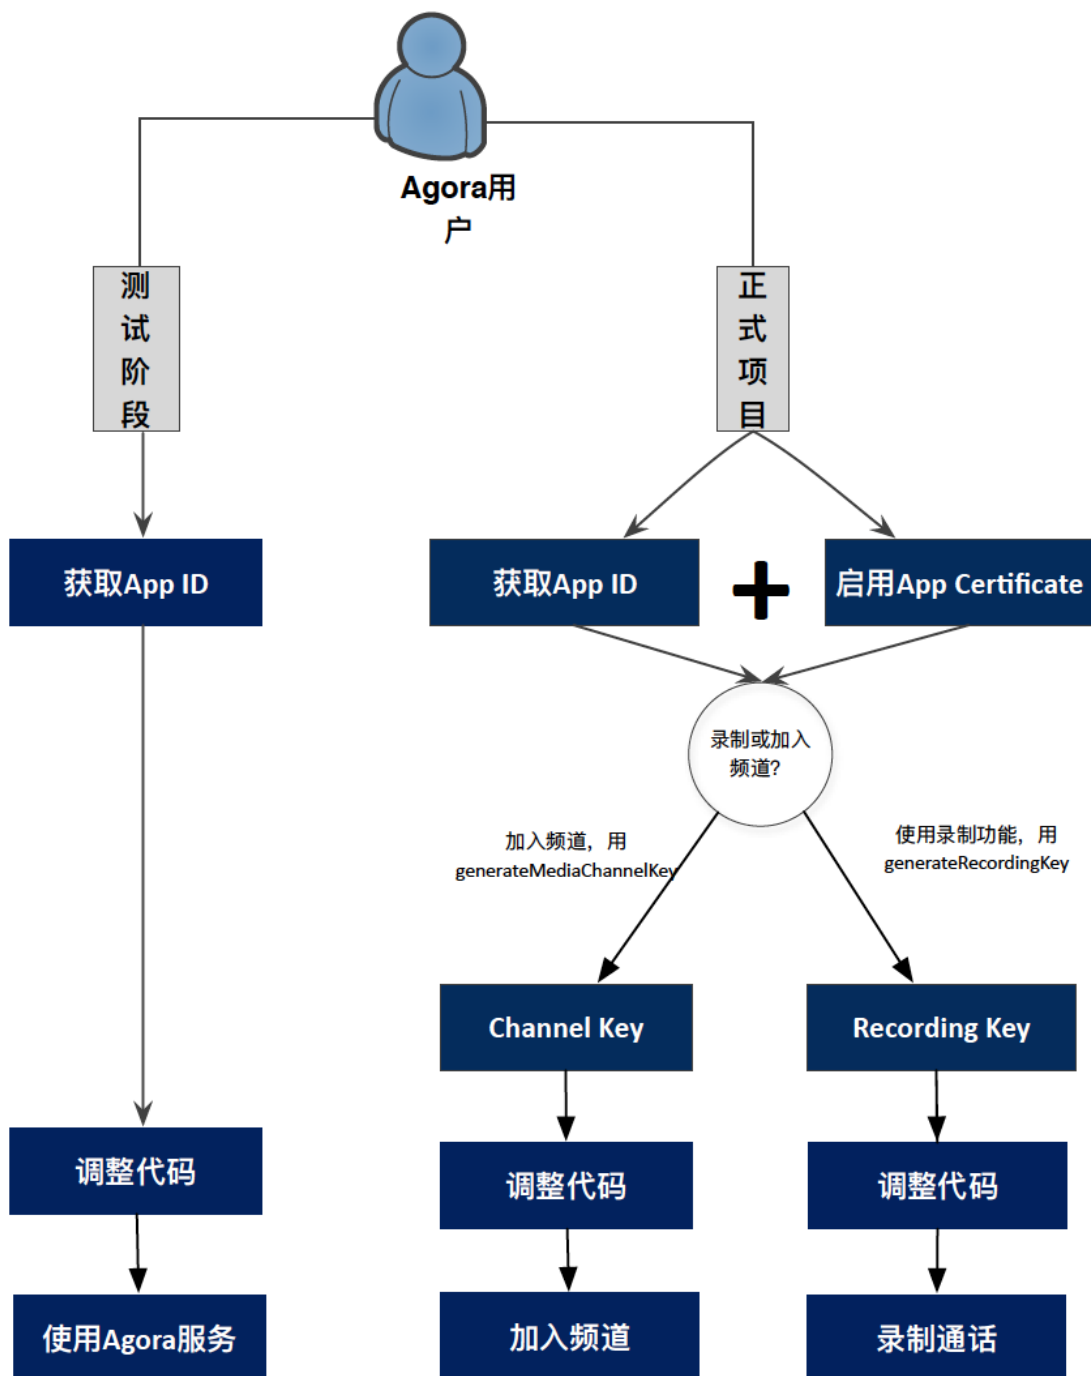 Agora用
户
测
试
阶
段
正
式
项
目
获取App ID
获取App ID
+
启用App Certificate
录制或加入
频道?
加入频道，用
generateMediaChannelKey
使用录制功能，用
generateRecordingKey
Channel Key
Recording Key
调整代码
调整代码
调整代码
使用Agora服务
加入频道
录制通话